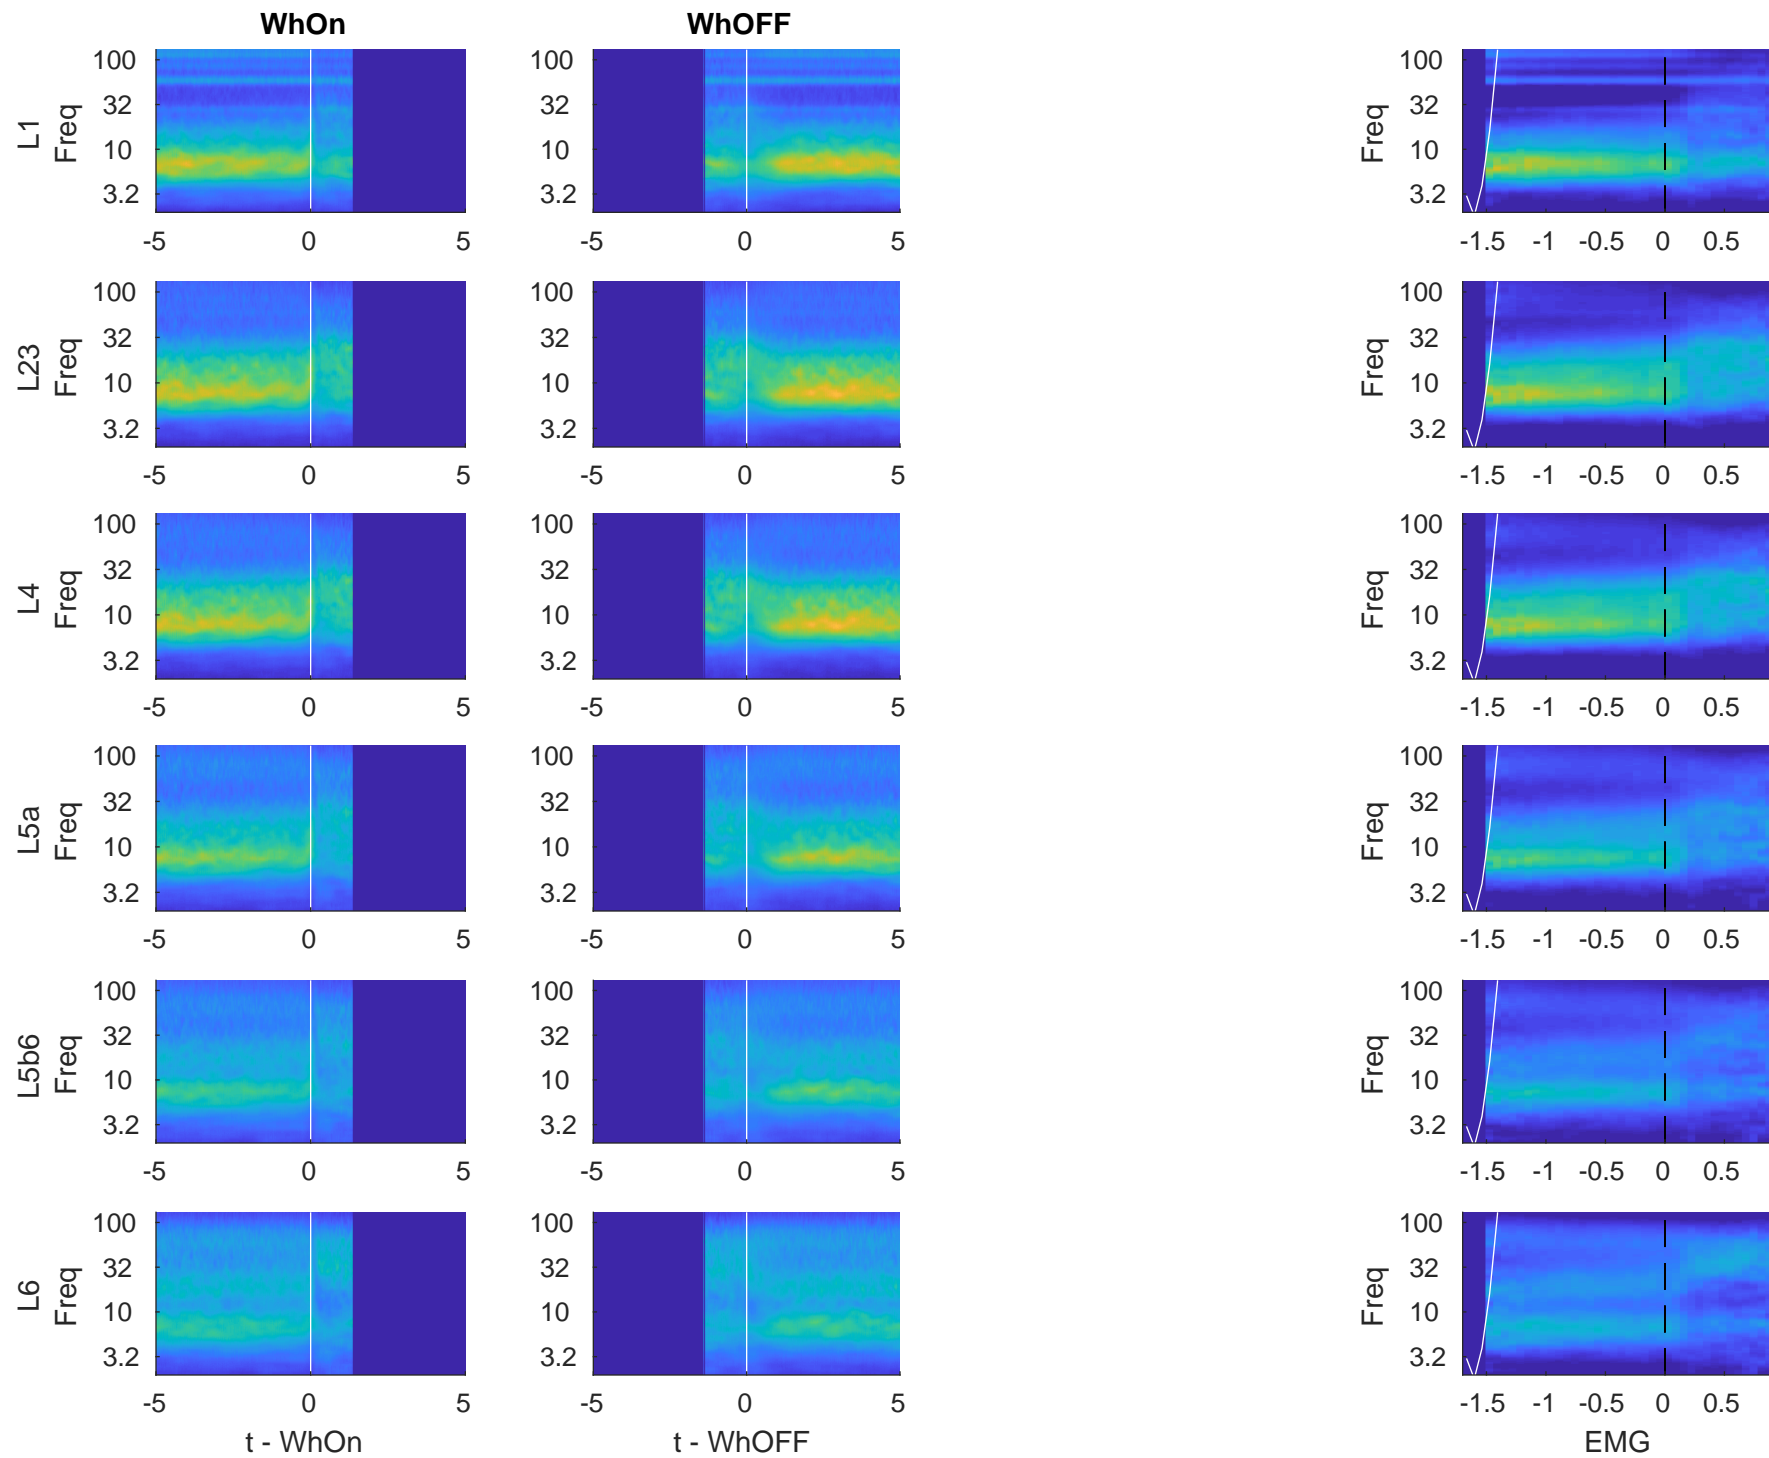 WhOn WhOFF
L1 Freq 100 32 10 3.2
-5 0 5
100 32 10 3.2
-5 0 5
Freq 100 32 10 3.2
-1.5 -1 -0.5 0 0.5
L23 Freq 100 32 10 3.2
-5 0 5
100 32 10 3.2
-5 0 5
Freq 100 32 10 3.2
-1.5 -1 -0.5 0 0.5
L4 Freq 100 32 10 3.2
-5 0 5
100 32 10 3.2
-5 0 5
Freq 100 32 10 3.2
-1.5 -1 -0.5 0 0.5
L5a Freq 100 32 10 3.2
-5 0 5
100 32 10 3.2
-5 0 5
Freq 100 32 10 3.2
-1.5 -1 -0.5 0 0.5
L5b6 Freq 100 32 10 3.2
-5 0 5
100 32 10 3.2
-5 0 5
Freq 100 32 10 3.2
-1.5 -1 -0.5 0 0.5
L6 Freq 100 32 10 3.2
-5 0 5
100 32 10 3.2
-5 0 5
Freq 100 32 10 3.2
-1.5 -1 -0.5 0 0.5
t - WhOn t - WhOFF EMG